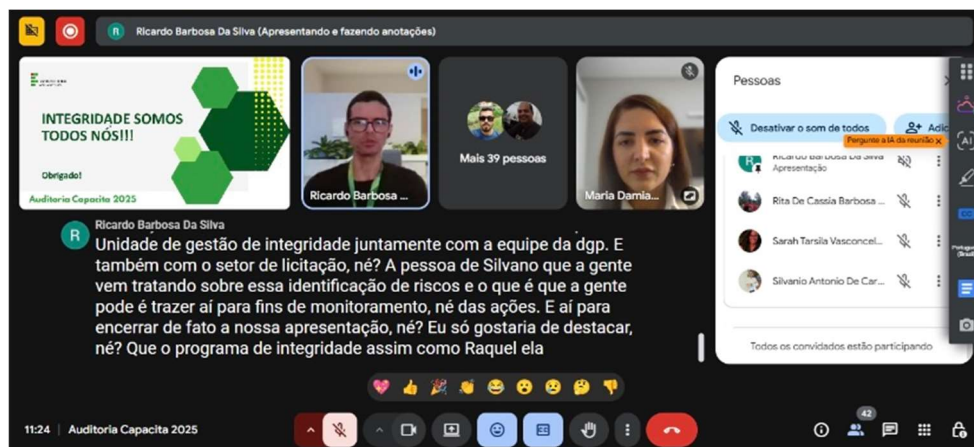 Ricardo Barbosa Da Silva (Apresentando e fazendo anotações)
INTEGRIDADE SOMOS
TODOS NÓS!!!
Obrigado!
Auditoria Capacita 2025
Ricardo Barbosa ...
Mais 39 pessoas
Maria Damia...
Pessoas
Desativar o som de todos
Adic
Pergunte a IA da reunião X
Ricardo Barbosa Da Silva
Apresentação
Rita De Cassia Barbosa ...
Sarah Tarsila Vasconcel...
Silvanio Antonio De Car...
Todos os convidados estão participando
R
Ricardo Barbosa Da Silva
Unidade de gestão de integridade juntamente com a equipe da dgp. E
também com o setor de licitação, né? A pessoa de Silvano que a gente
vem tratando sobre essa identificação de riscos e o que é que a gente
pode é trazer aí para fins de monitoramento, né das ações. E aí para
encerrar de fato a nossa apresentação, né? Eu só gostaria de destacar,
né? Que o programa de integridade assim como Raquel ela
11:24 | Auditoria Capacita 2025
42